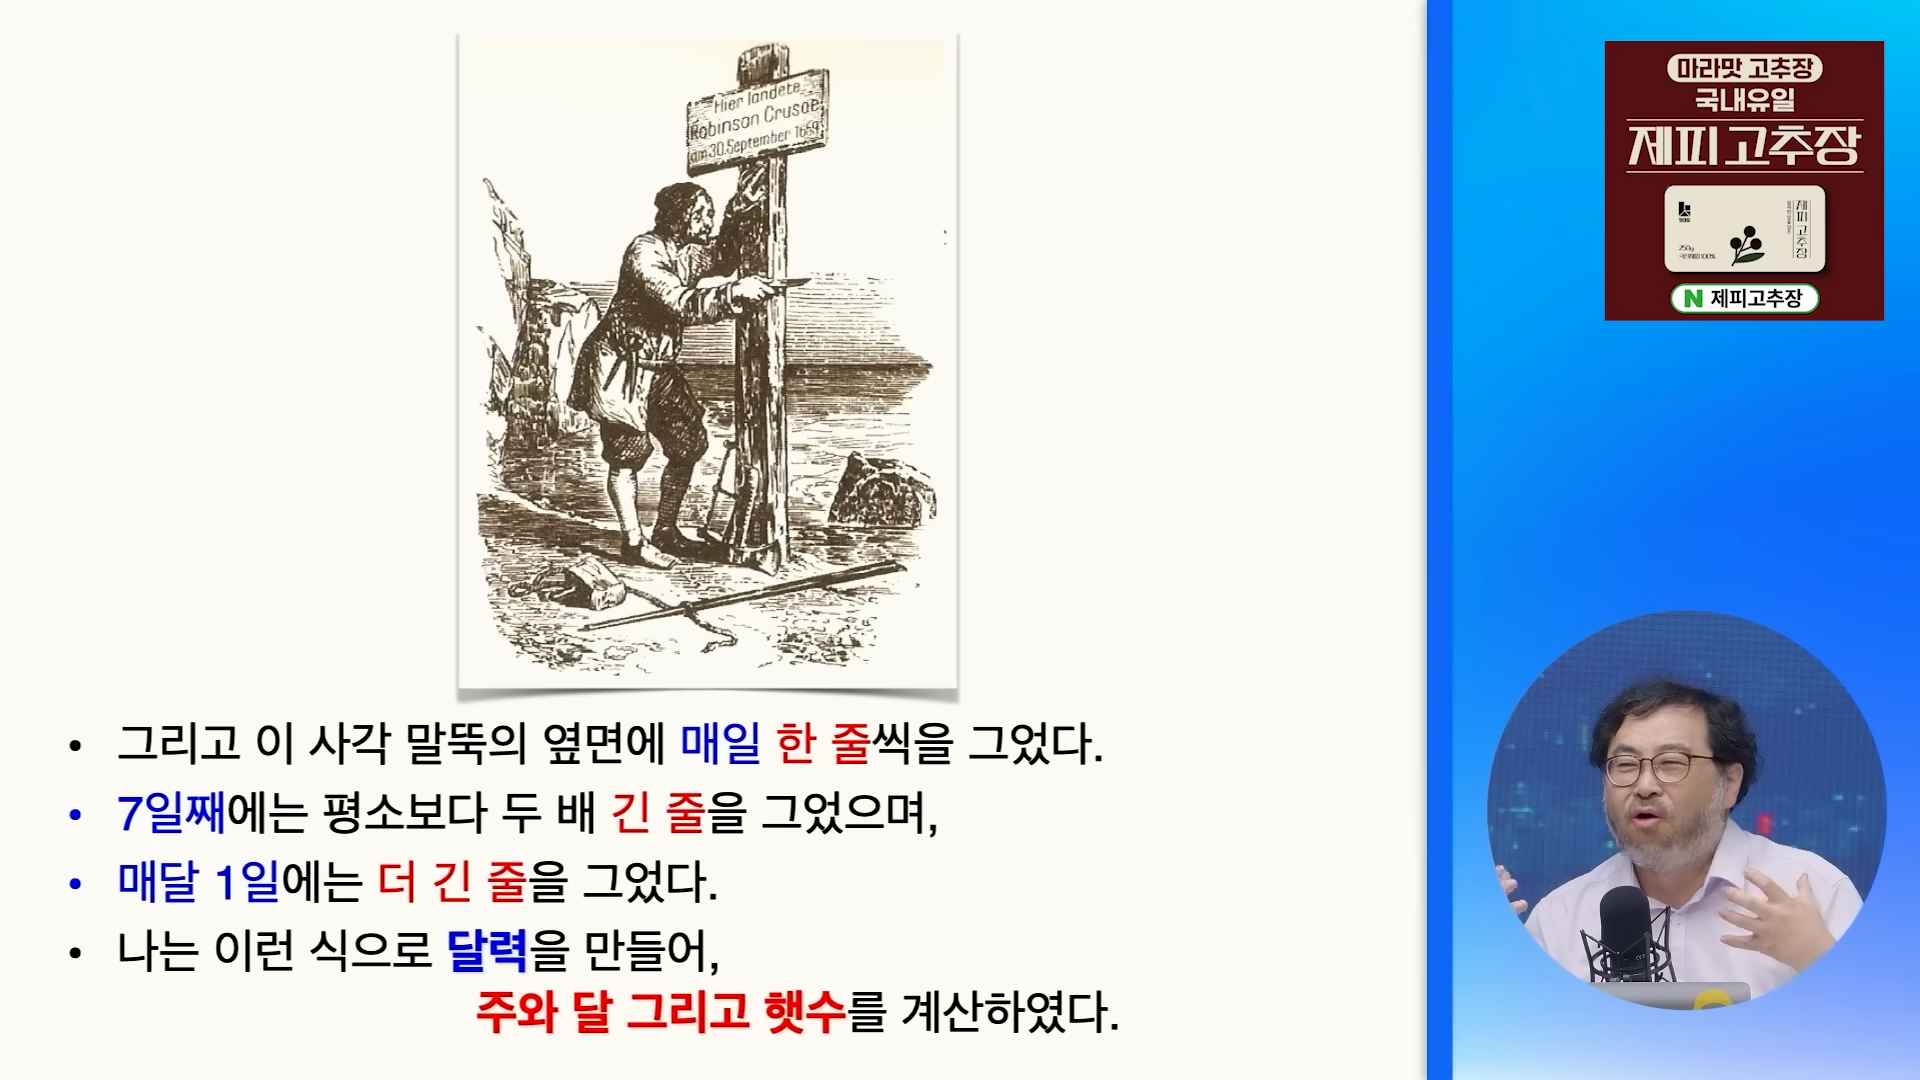 Hier landete
Robinson Crusoe
am 30. September 1659
• 그리고 이 사각 말뚝의 옆면에 매일 한 줄씩을 그었다.
• 7일째에는 평소보다 두 배 긴 줄을 그었으며,
• 매달 1일에는 더 긴 줄을 그었다.
• 나는 이런 식으로 달력을 만들어,
주와 달 그리고 햇수를 계산하였다.
마라맛 고추장
국내유일
제피고추장
제피고추장
250g
N 제피고추장